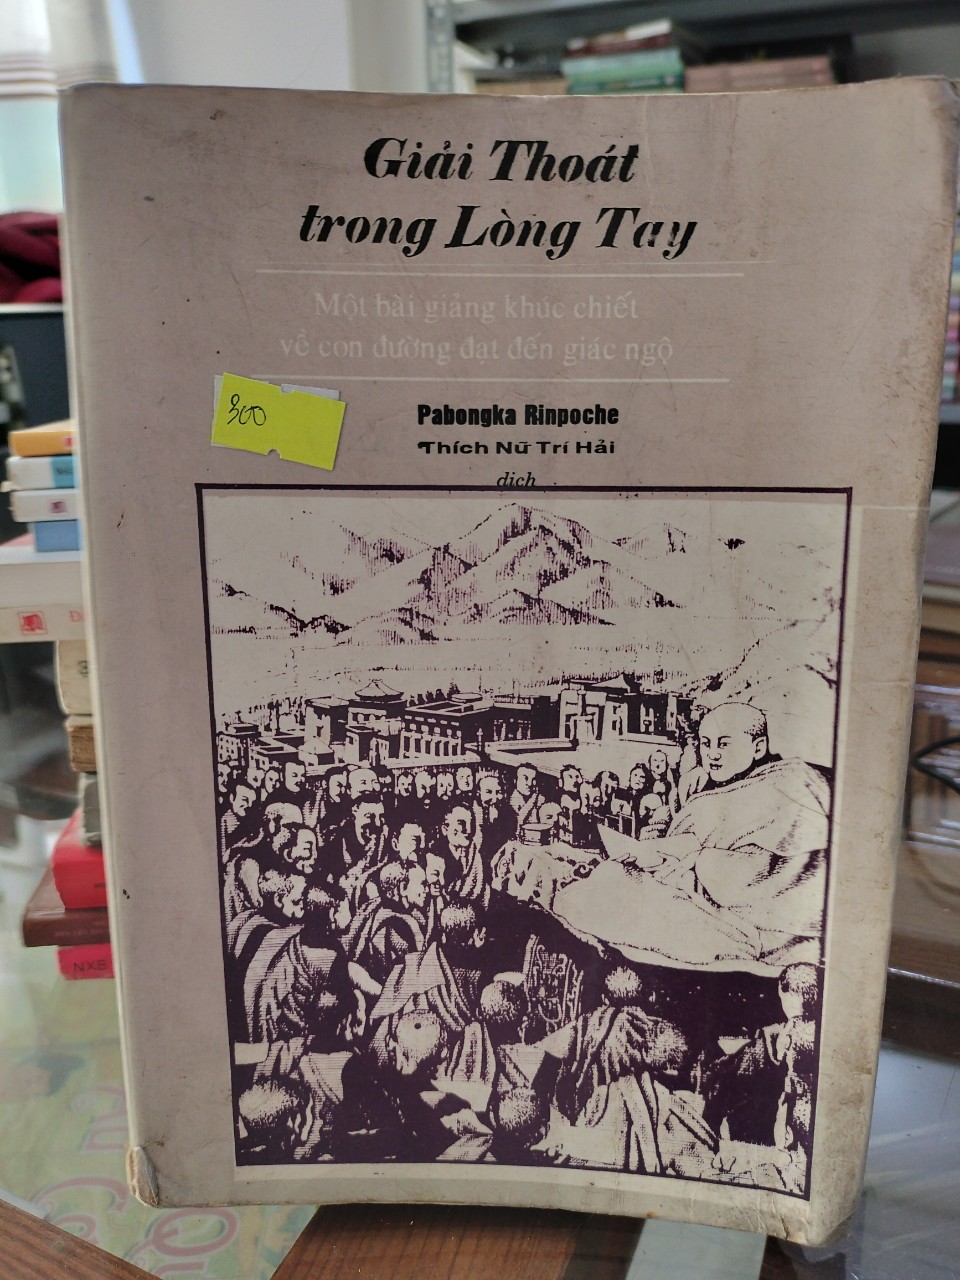 Giải Thoát
trong Lòng Tay
Một bài giảng khúc chiết
về con đường đạt đến giác ngộ
300
Pabongka Rinpoche
Thích Nữ Trí Hải
dịch
NXB